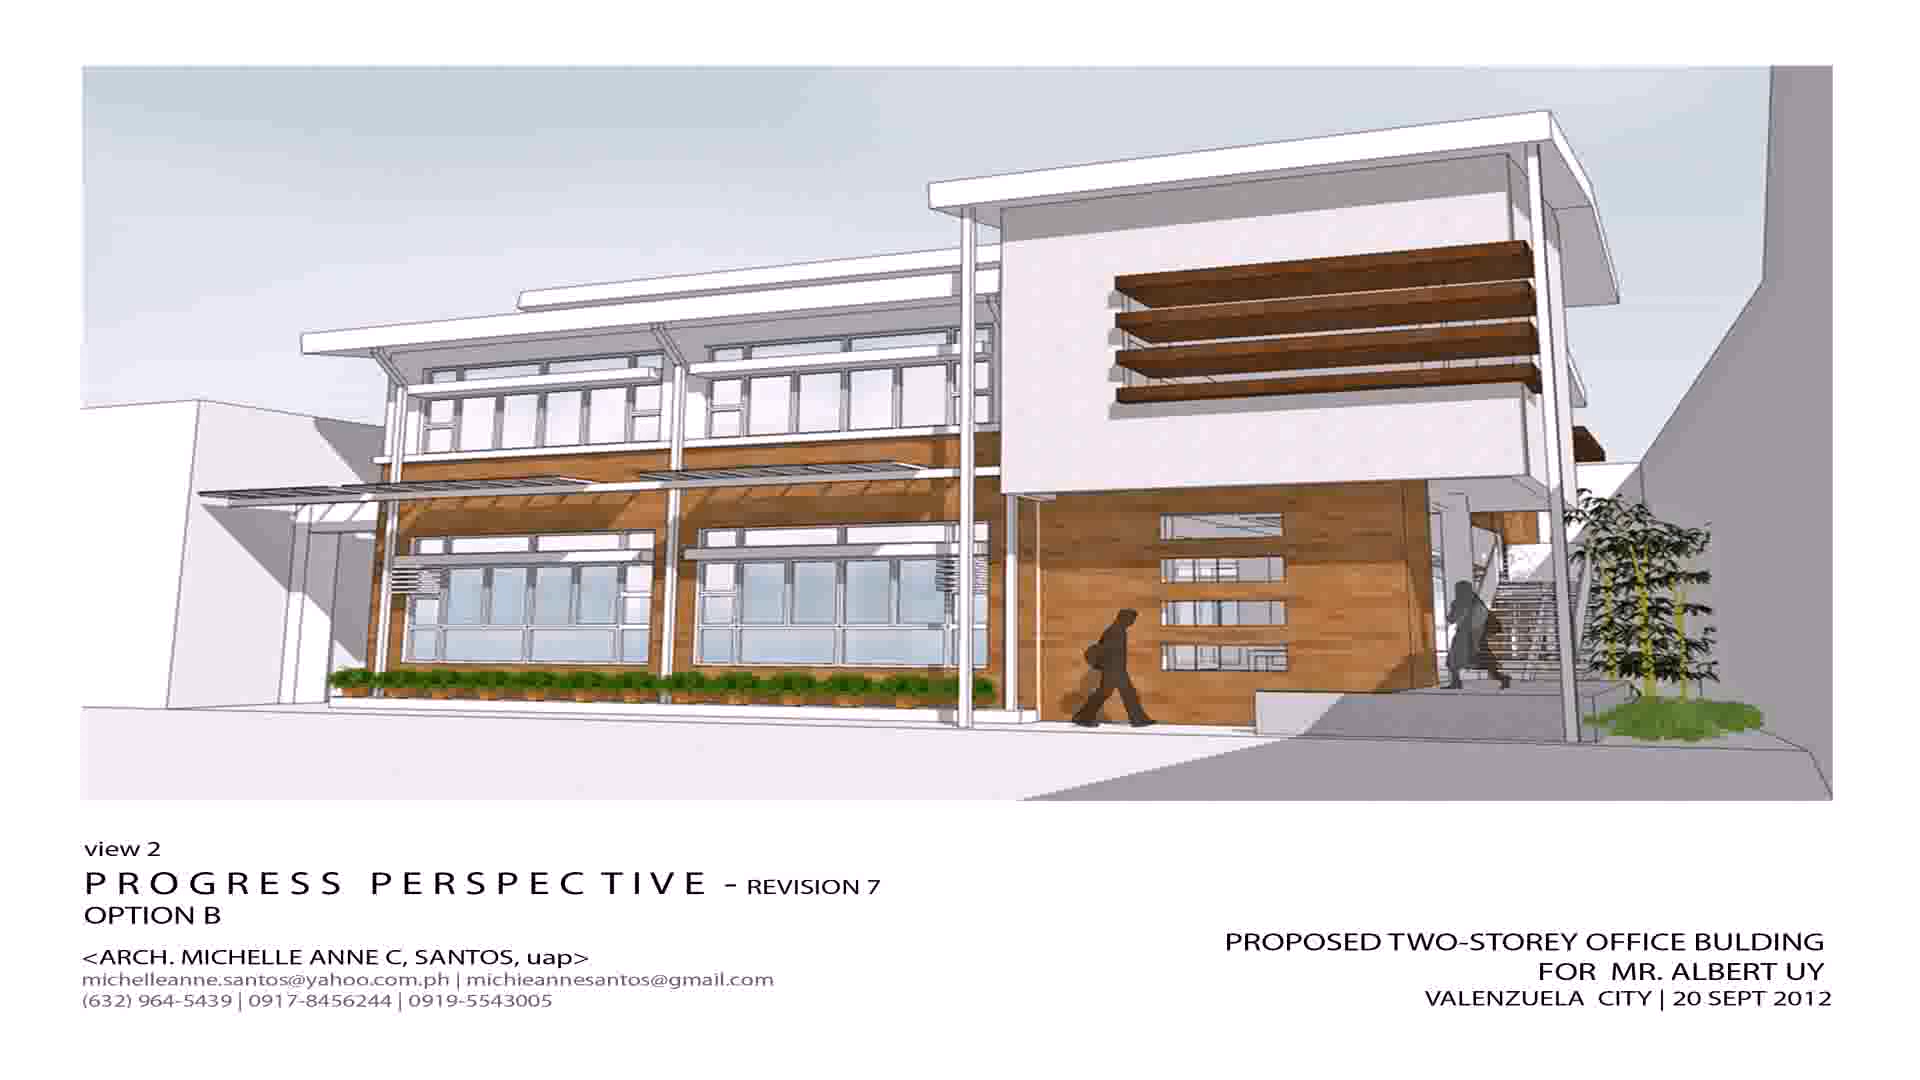 view 2
PROGRESS PERSPECTIVE - REVISION 7
OPTION B
<ARCH. MICHELLE ANNE C, SANTOS, uap>
michelleanne.santos@yahoo.com.ph | michieannesantos@gmail.com
(632) 964-5439 | 0917-8456244 | 0919-5543005
PROPOSED TWO-STOREY OFFICE BULDING
FOR MR. ALBERT UY
VALENZUELA CITY | 20 SEPT 2012